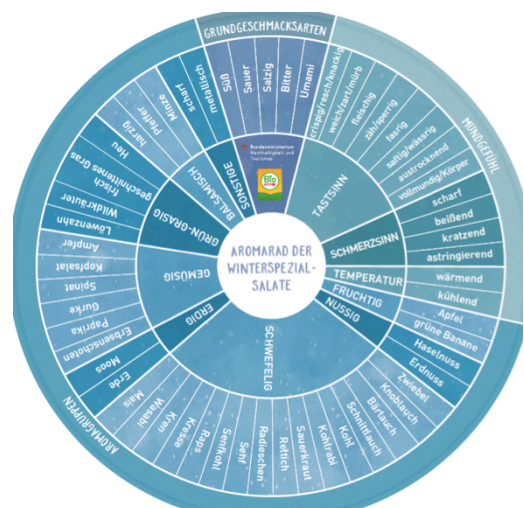 GRUNDGESCHMACKSARTEN
Süß
Sauer
Salzig
Bitter
Umami
Bundesministerium
Nachhaltigkeit und
Tourismus
Bio
MUNDGEFÜHL
TASTSINN
crispig/resch/knackig
weich/zart/mürb
fleischig
zäh/sperrig
fasrig
saftig/wässrig
austrocknend
vollmundig/Körper
SCHMERZSINN
scharf
beißend
kratzend
astringierend
TEMPERATUR
wärmend
kühlend
AROMARAD DER
WINTERSPEZIAL-
SALATE
AROMAGRUPPEN
FRUCHTIG
Apfel
grüne Banane
NUSSIG
Haselnuss
Erdnuss
SCHWEFELIG
Zwiebel
Knoblauch
Bärlauch
Schnittlauch
Kohl
Kohlrabi
Sauerkraut
Rettich
Radieschen
Senf
Senfkohl
Raps
Kresse
Kren
Wasabi
Mais
ERDIG
Erde
Moos
GEMÜSIG
Erbsenschoten
Paprika
Gurke
Spinat
Kopfsalat
Ampfer
GRÜN-GRASIG
Löwenzahn
Wildkräuter
frisch
geschnittenes Gras
Heu
BALSAMISCH
harzig
Pfeffer
Minze
SONSTIGE
scharf
metallisch